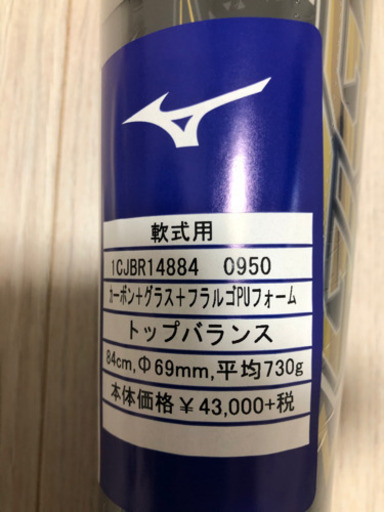 軟式用
1CJBR14884 0950
カーボン+グラス+フラルゴPUフォーム
トップバランス
84cm,Φ69mm,平均730g
本体価格￥43,000+税